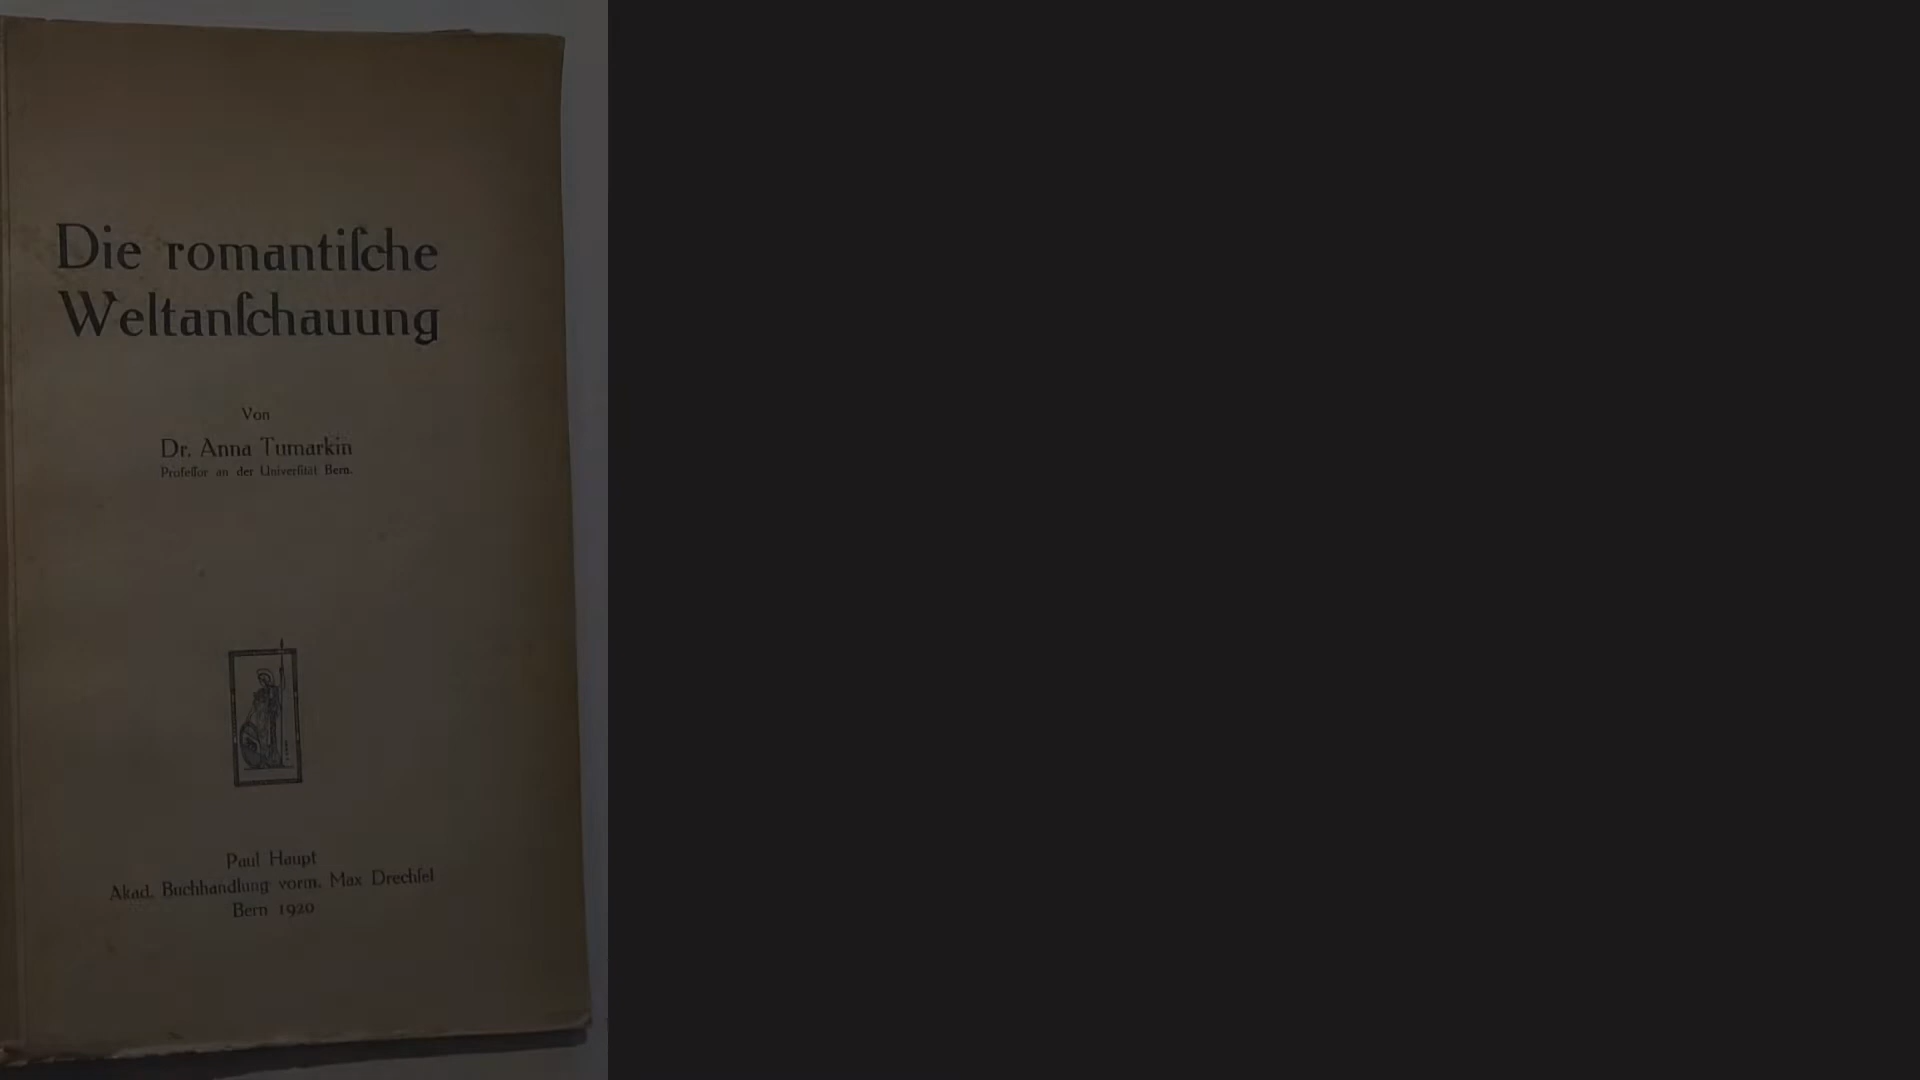 Die romantiſche
Weltanſchauung
Von
Dr. Anna Tumarkin
Profeſſor an der Univerſität Bern.
Paul Haupt
Akad. Buchhandlung vorm. Max Drechſel
Bern 1920